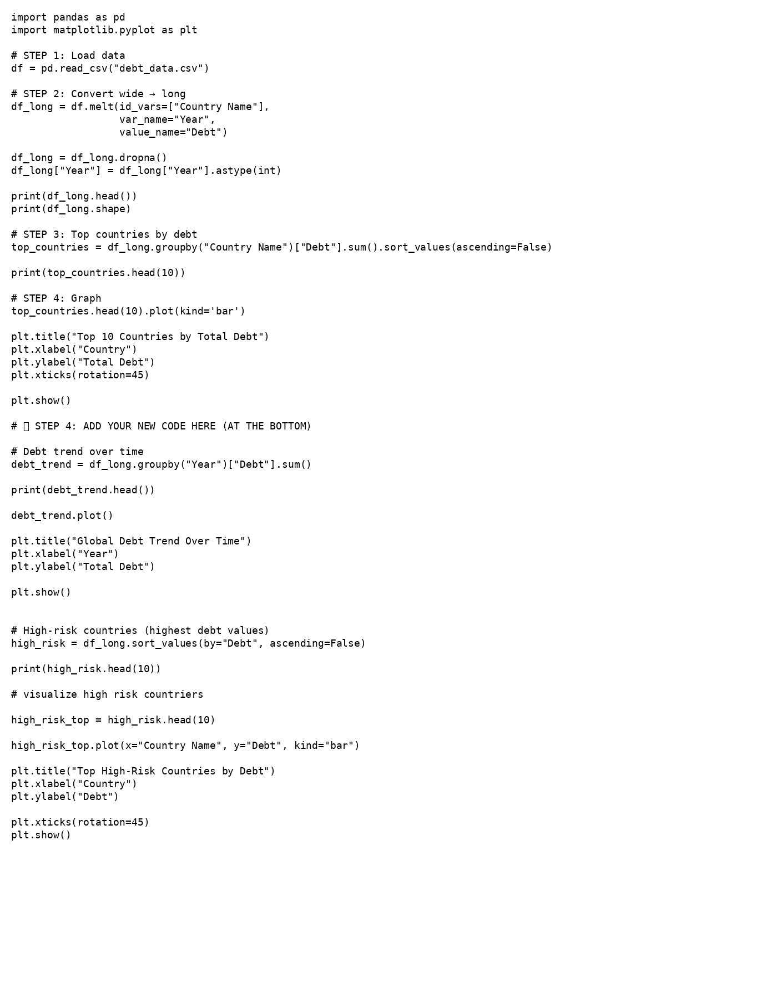 import pandas as pd
import matplotlib.pyplot as plt

# STEP 1: Load data
df = pd.read_csv("debt_data.csv")

# STEP 2: Convert wide → long
df_long = df.melt(id_vars=["Country Name"],
                  var_name="Year",
                  value_name="Debt")

df_long = df_long.dropna()
df_long["Year"] = df_long["Year"].astype(int)

print(df_long.head())
print(df_long.shape)

# STEP 3: Top countries by debt
top_countries = df_long.groupby("Country Name")["Debt"].sum().sort_values(ascending=False)

print(top_countries.head(10))

# STEP 4: Graph
top_countries.head(10).plot(kind='bar')

plt.title("Top 10 Countries by Total Debt")
plt.xlabel("Country")
plt.ylabel("Total Debt")
plt.xticks(rotation=45)

plt.show()

# ▯ STEP 4: ADD YOUR NEW CODE HERE (AT THE BOTTOM)

# Debt trend over time
debt_trend = df_long.groupby("Year")["Debt"].sum()

print(debt_trend.head())

debt_trend.plot()

plt.title("Global Debt Trend Over Time")
plt.xlabel("Year")
plt.ylabel("Total Debt")

plt.show()


# High-risk countries (highest debt values)
high_risk = df_long.sort_values(by="Debt", ascending=False)

print(high_risk.head(10))

# visualize high risk countriers

high_risk_top = high_risk.head(10)

high_risk_top.plot(x="Country Name", y="Debt", kind="bar")

plt.title("Top High-Risk Countries by Debt")
plt.xlabel("Country")
plt.ylabel("Debt")

plt.xticks(rotation=45)
plt.show()